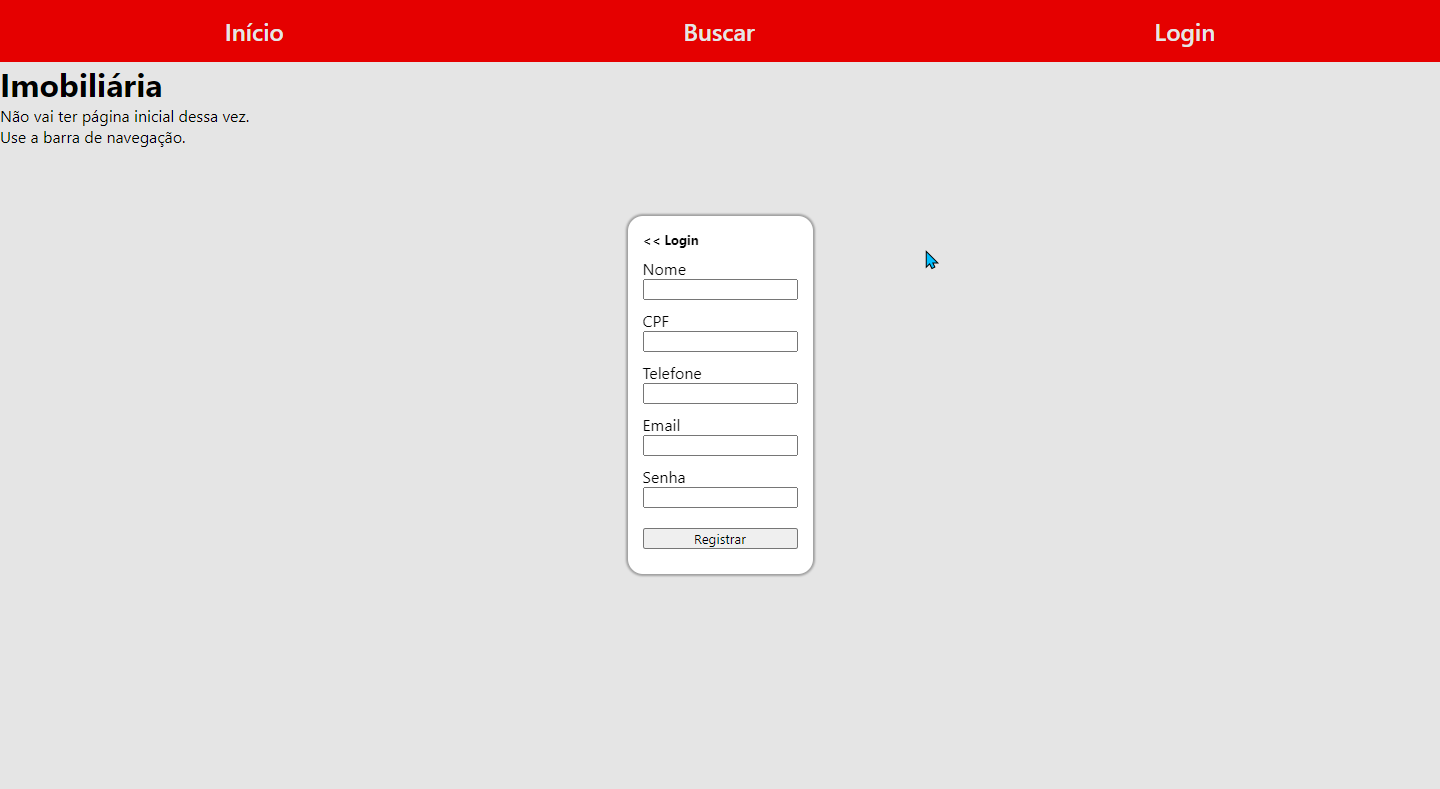 Início Buscar Login
Imobiliária
Não vai ter página inicial dessa vez.
Use a barra de navegação.
<< Login
Nome
CPF
Telefone
Email
Senha
Registrar